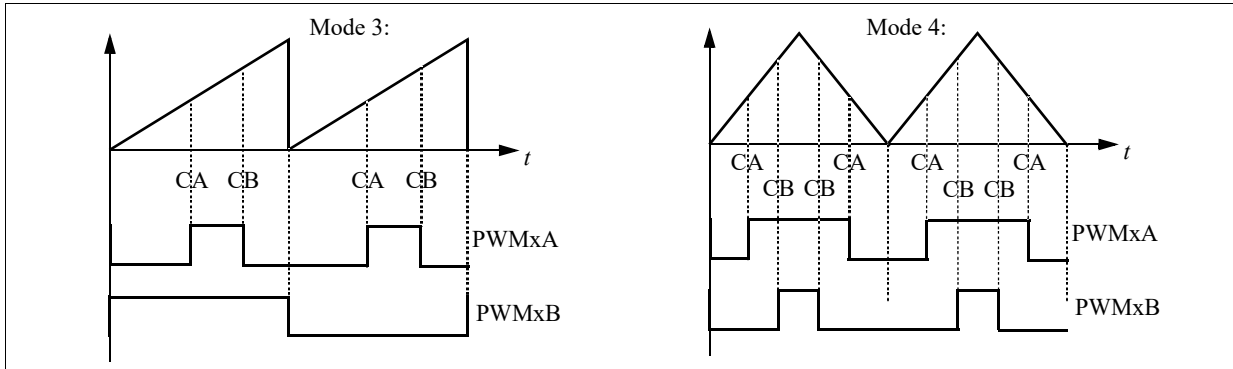 Mode 3:
t
CA CB CA CB
PWMxA
PWMxB
Mode 4:
t
CA CA CA CA
CB CB CB CB
PWMxA
PWMxB